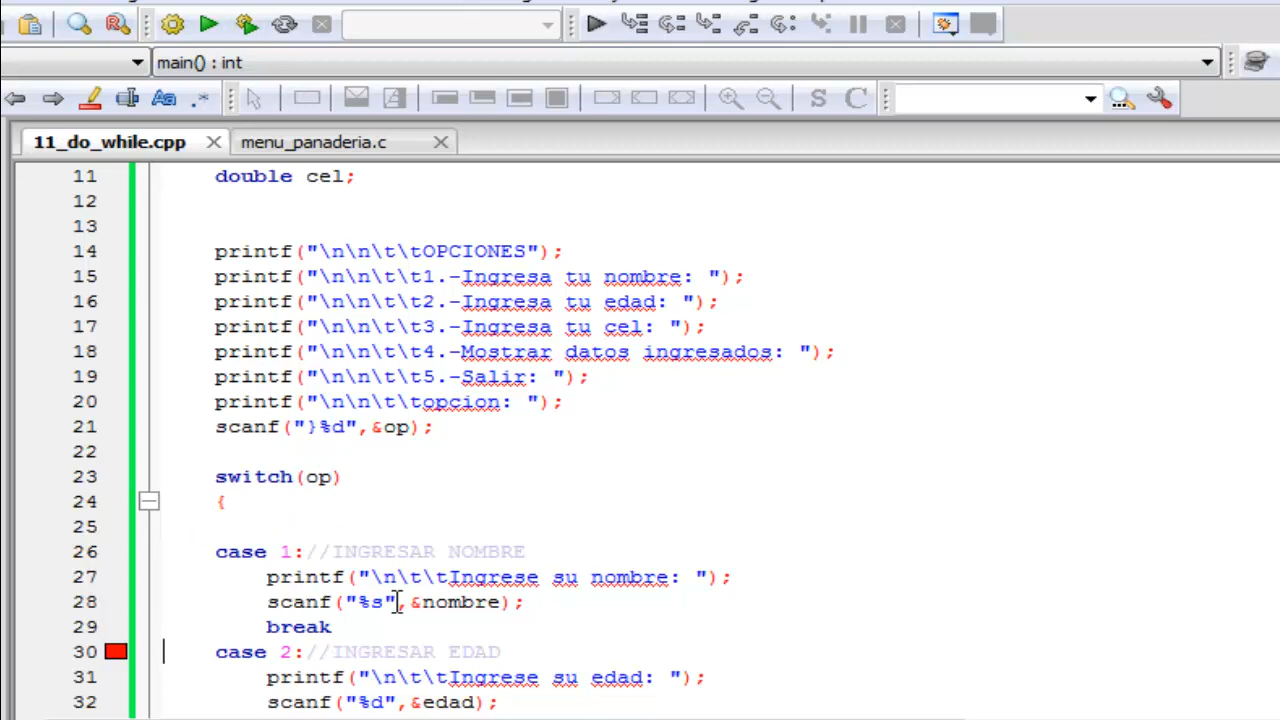 main() : int
S C
11_do_while.cpp menu_panaderia.c
11 double cel;
12
13
14 printf("\n\n\t\tOPCIONES");
15 printf("\n\n\t\t1.-Ingresa tu nombre: ");
16 printf("\n\n\t\t2.-Ingresa tu edad: ");
17 printf("\n\n\t\t3.-Ingresa tu cel: ");
18 printf("\n\n\t\t4.-Mostrar datos ingresados: ");
19 printf("\n\n\t\t5.-Salir: ");
20 printf("\n\n\t\topcion: ");
21 scanf("}%d",&op);
22
23 switch(op)
24 {
25
26 case 1://INGRESAR NOMBRE
27 printf("\n\t\tIngrese su nombre: ");
28 scanf("%s",&nombre);
29 break
30 case 2://INGRESAR EDAD
31 printf("\n\t\tIngrese su edad: ");
32 scanf("%d",&edad);